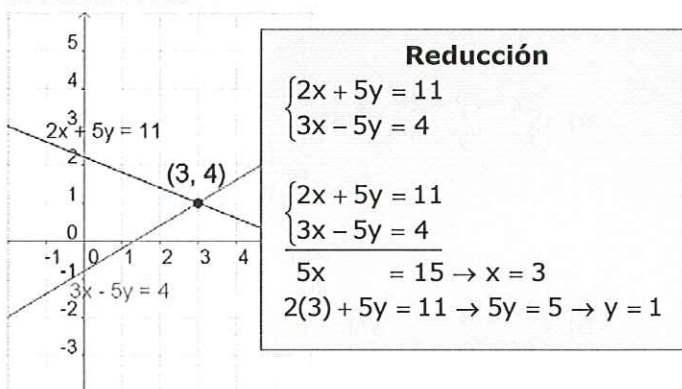 5
4
3
2x + 5y = 11
2
(3, 4)
1
0
-1 0 1 2 3 4
-1
3x - 5y = 4
-2
-3
Reducción
2x + 5y = 11
3x − 5y = 4
2x + 5y = 11
3x − 5y = 4
5x = 15 → x = 3
2(3) + 5y = 11 → 5y = 5 → y = 1